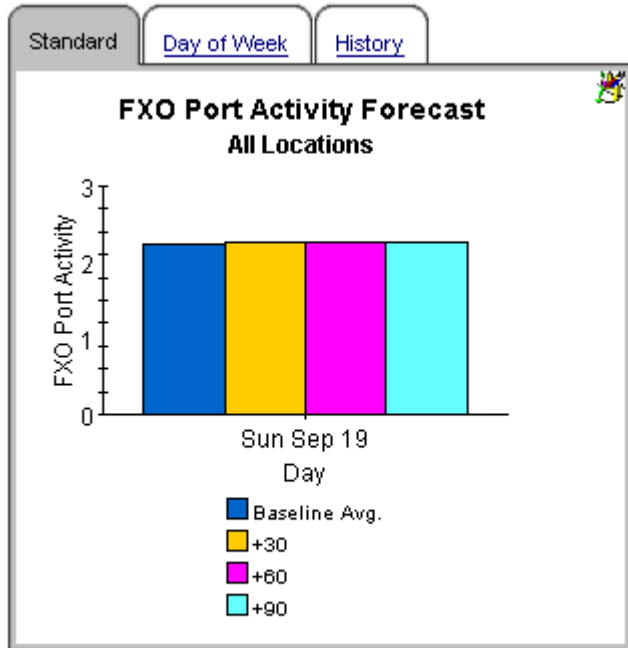 Standard Day of Week History
FXO Port Activity Forecast
All Locations
3
2
1
0
FXO Port Activity
Sun Sep 19
Day
Baseline Avg.
+30
+60
+90